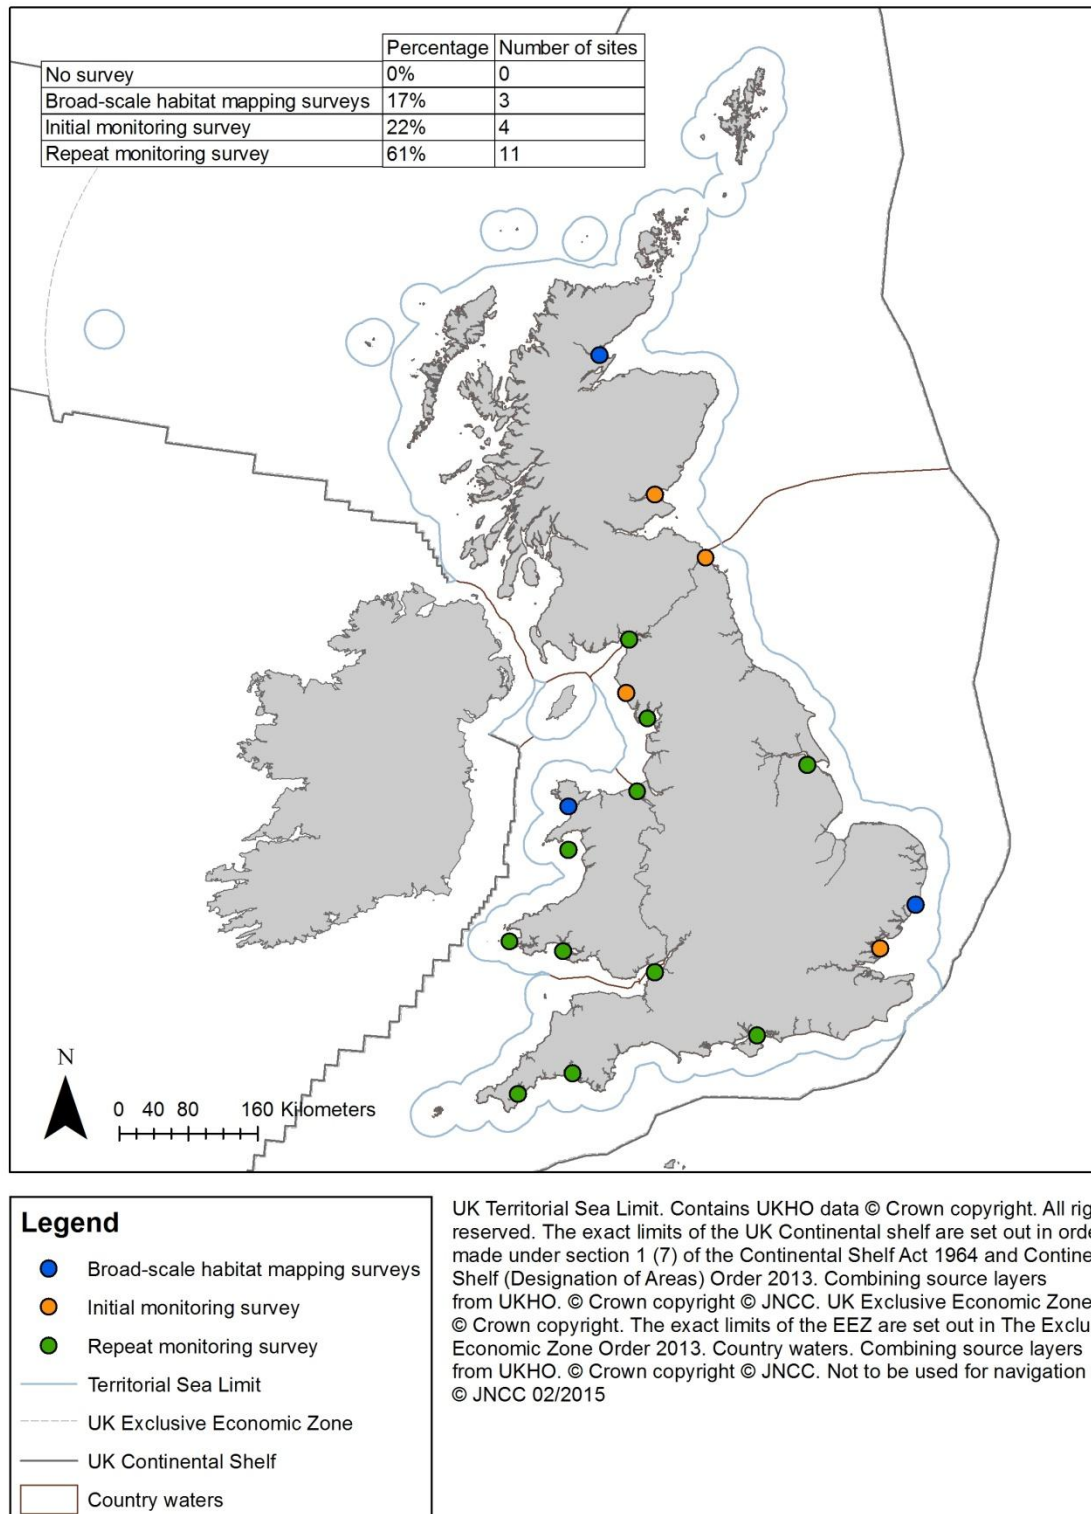 Percentage Number of sites
No survey 0% 0
Broad-scale habitat mapping surveys 17% 3
Initial monitoring survey 22% 4
Repeat monitoring survey 61% 11
N
0 40 80 160 Kilometers
Legend
Broad-scale habitat mapping surveys
Initial monitoring survey
Repeat monitoring survey
Territorial Sea Limit
UK Exclusive Economic Zone
UK Continental Shelf
Country waters
UK Territorial Sea Limit. Contains UKHO data © Crown copyright. All rig
reserved. The exact limits of the UK Continental shelf are set out in orde
made under section 1 (7) of the Continental Shelf Act 1964 and Contine
Shelf (Designation of Areas) Order 2013. Combining source layers
from UKHO. © Crown copyright © JNCC. UK Exclusive Economic Zone
© Crown copyright. The exact limits of the EEZ are set out in The Exclu
Economic Zone Order 2013. Country waters. Combining source layers
from UKHO. © Crown copyright © JNCC. Not to be used for navigation
© JNCC 02/2015